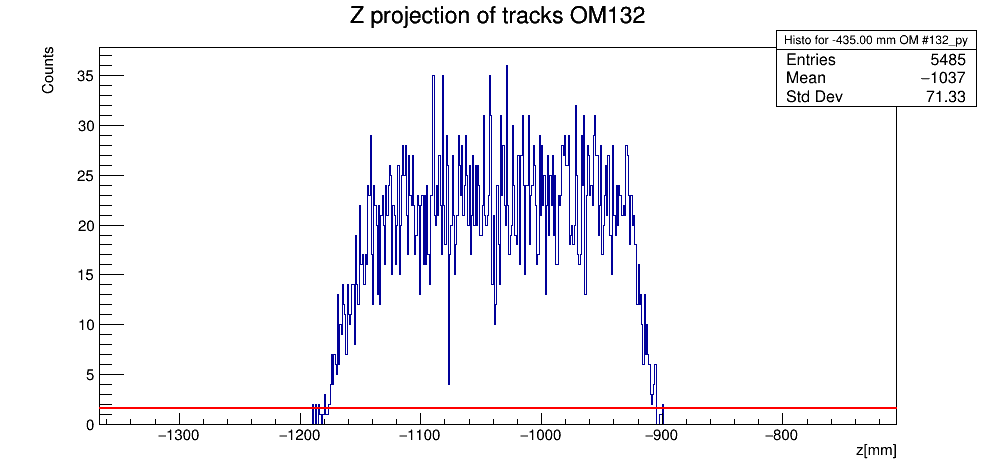 Z projection of tracks OM132
Histo for -435.00 mm OM #132_py
Entries 5485
Mean −1037
Std Dev 71.33
Counts
35
30
25
20
15
10
5
0
−1300 −1200 −1100 −1000 −900 −800
z[mm]